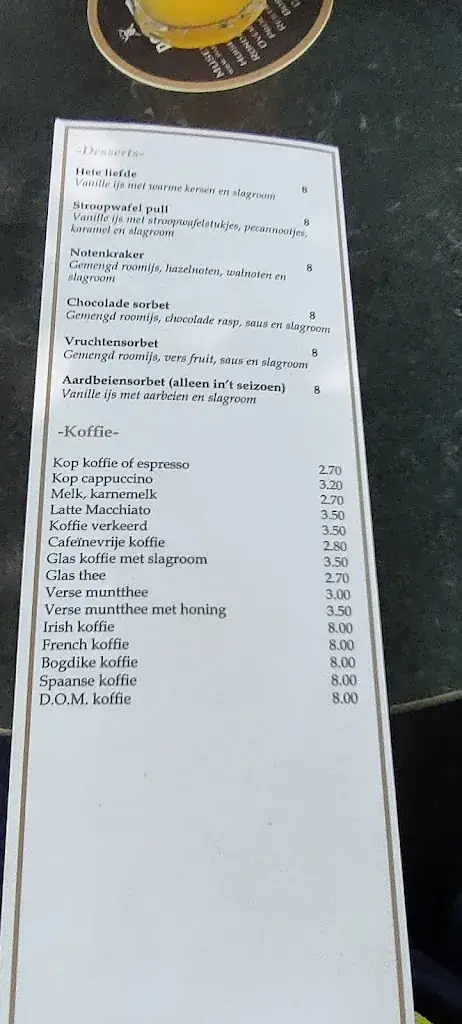 -Desserts-
Hete liefde 8
Vanille ijs met warme kersen en slagroom
Stroopwafel pull 8
Vanille ijs met stroopwafelstukjes, pecannootjes,
karamel en slagroom
Notenkraker 8
Gemengd roomijs, hazelnoten, walnoten en
slagroom
Chocolade sorbet 8
Gemengd roomijs, chocolade rasp, saus en slagroom
Vruchtensorbet 8
Gemengd roomijs, vers fruit, saus en slagroom
Aardbeiensorbet (alleen in't seizoen) 8
Vanille ijs met aarbeien en slagroom
-Koffie-
Kop koffie of espresso 2.70
Kop cappuccino 3.20
Melk, karnemelk 2.70
Latte Macchiato 3.50
Koffie verkeerd 3.50
Cafeïnevrije koffie 2.80
Glas koffie met slagroom 3.50
Glas thee 2.70
Verse muntthee 3.00
Verse muntthee met honing 3.50
Irish koffie 8.00
French koffie 8.00
Bogdike koffie 8.00
Spaanse koffie 8.00
D.O.M. koffie 8.00